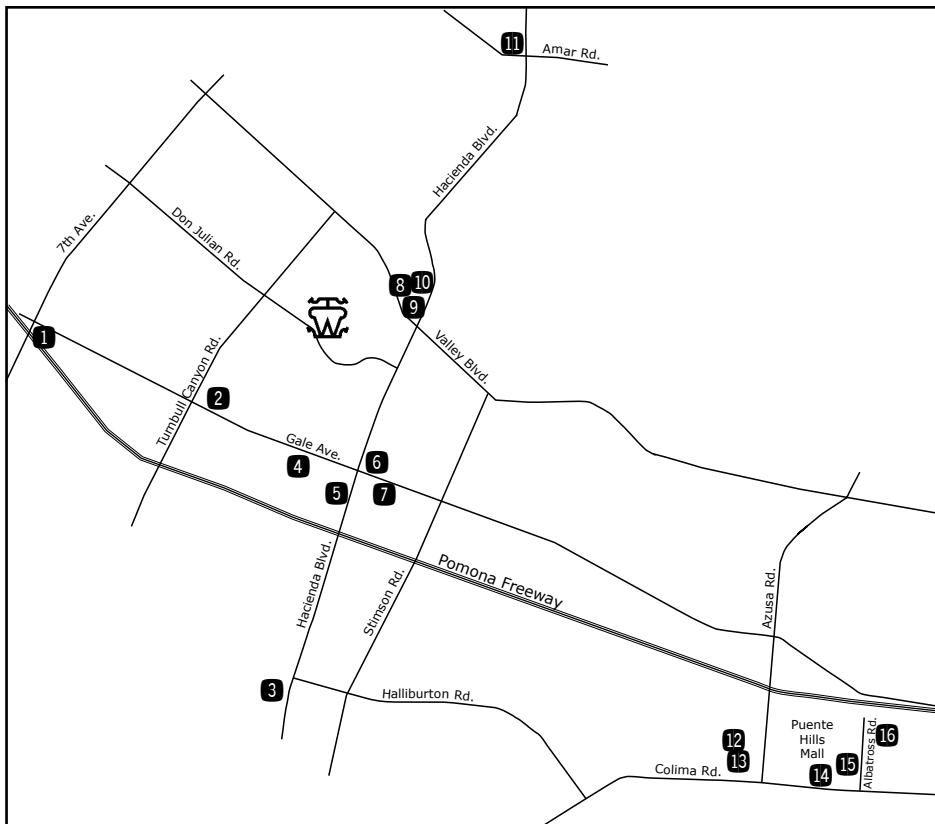 11
Amar Rd.
Hacienda Blvd.
7th Ave.
Don Julian Rd.
8
10
9
W
1
Valley Blvd.
Turnbull Canyon Rd.
2
Gale Ave.
4
6
5
7
Pomona Freeway
Hacienda Blvd.
Stimson Rd.
Azusa Rd.
3
Halliburton Rd.
Puente
Hills
Mall
Albatross Rd.
16
12
13
15
14
Colima Rd.